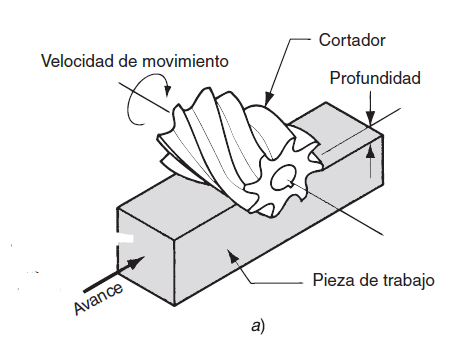 Cortador
Velocidad de movimiento
Profundidad
Pieza de trabajo
Avance
a)